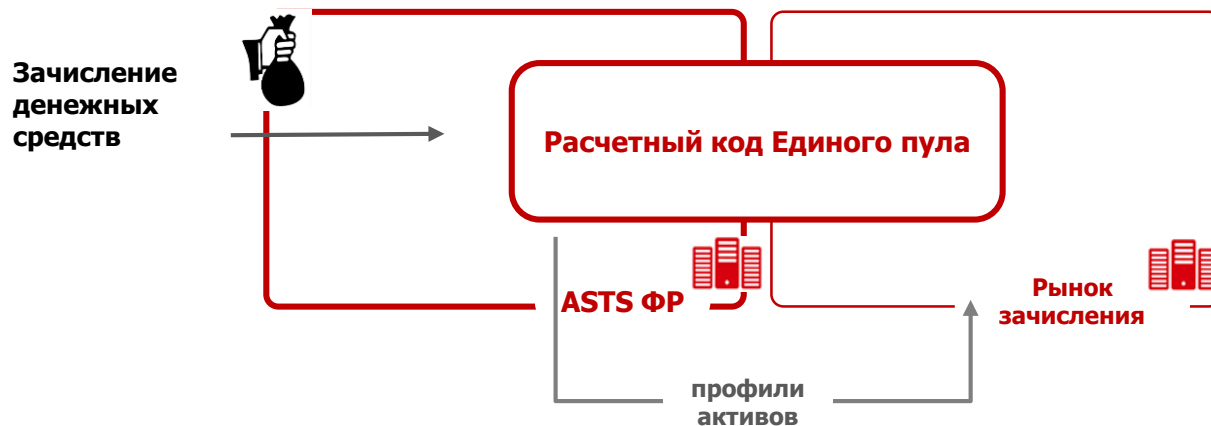 Зачисление
денежных
средств
Расчетный код Единого пула
ASTS ФР
Рынок
зачисления
профили
активов